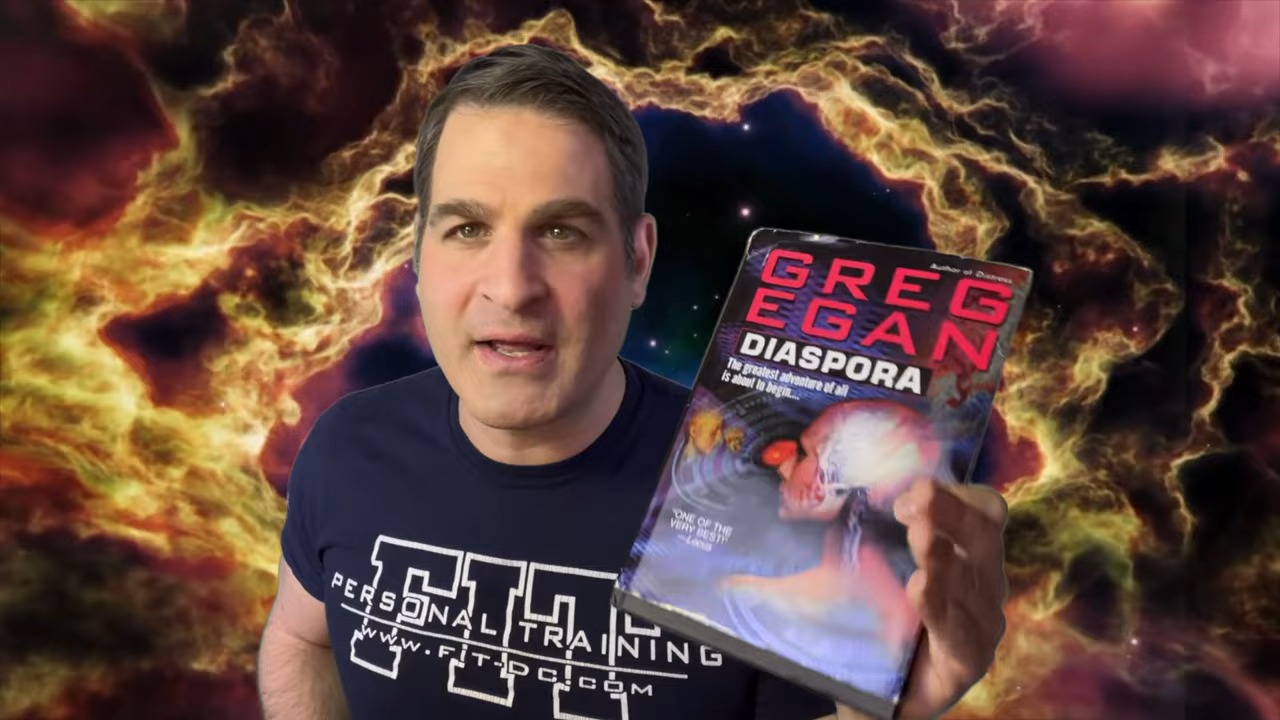 Author of Distress
GREG
EGAN
DIASPORA
The greatest adventure of all
is about to begin....
"ONE OF THE
VERY BEST!"
—Locus
FIT
PERSONAL TRAINING
www.FIT-DC.com